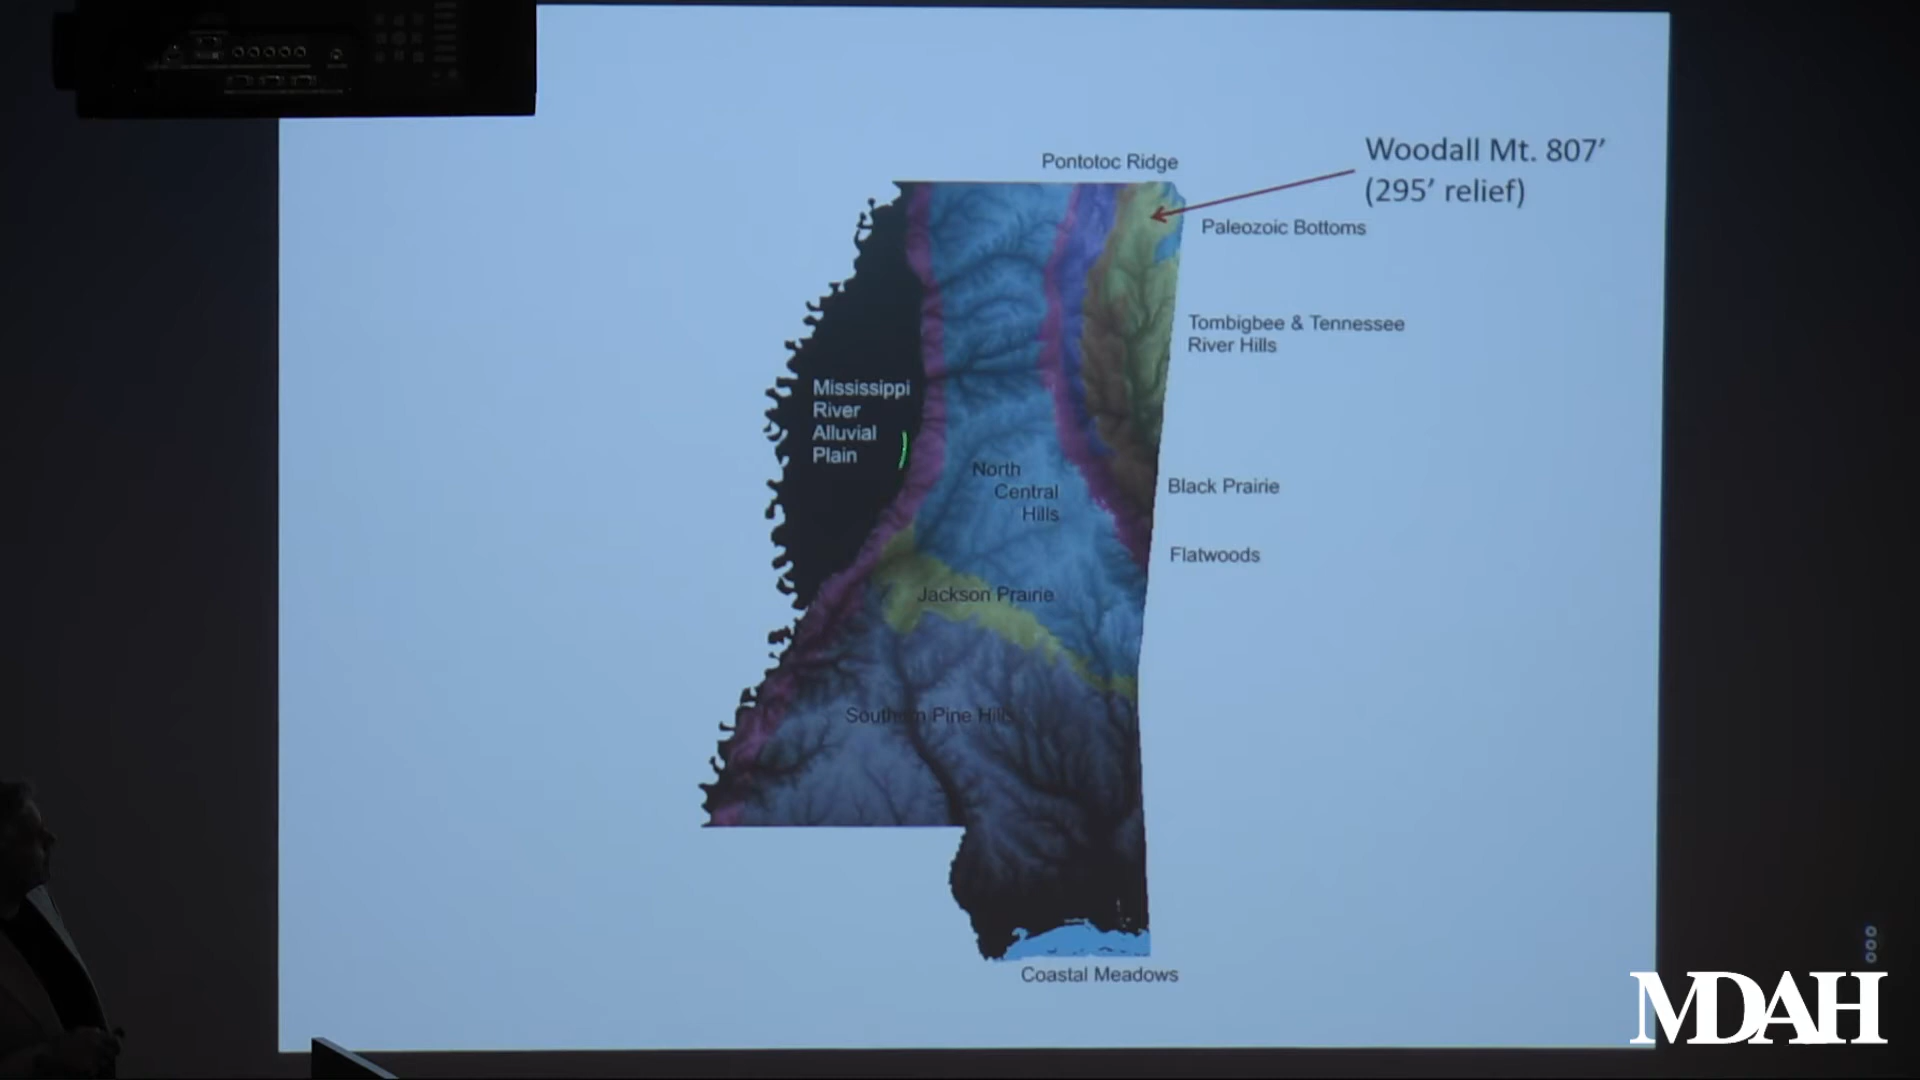 Woodall Mt. 807’
(295’ relief)
Pontotoc Ridge
Paleozoic Bottoms
Tombigbee & Tennessee
River Hills
Mississippi
River
Alluvial
Plain
North
Central
Hills
Black Prairie
Flatwoods
Jackson Prairie
Southern Pine Hills
Coastal Meadows
MDAH